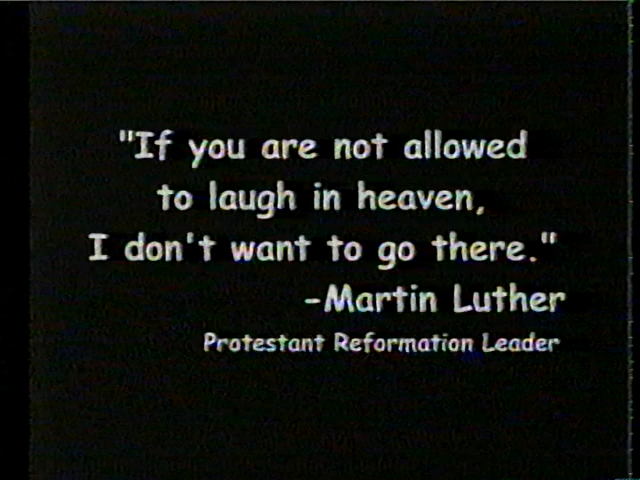 "If you are not allowed
to laugh in heaven,
I don't want to go there."
-Martin Luther
Protestant Reformation Leader